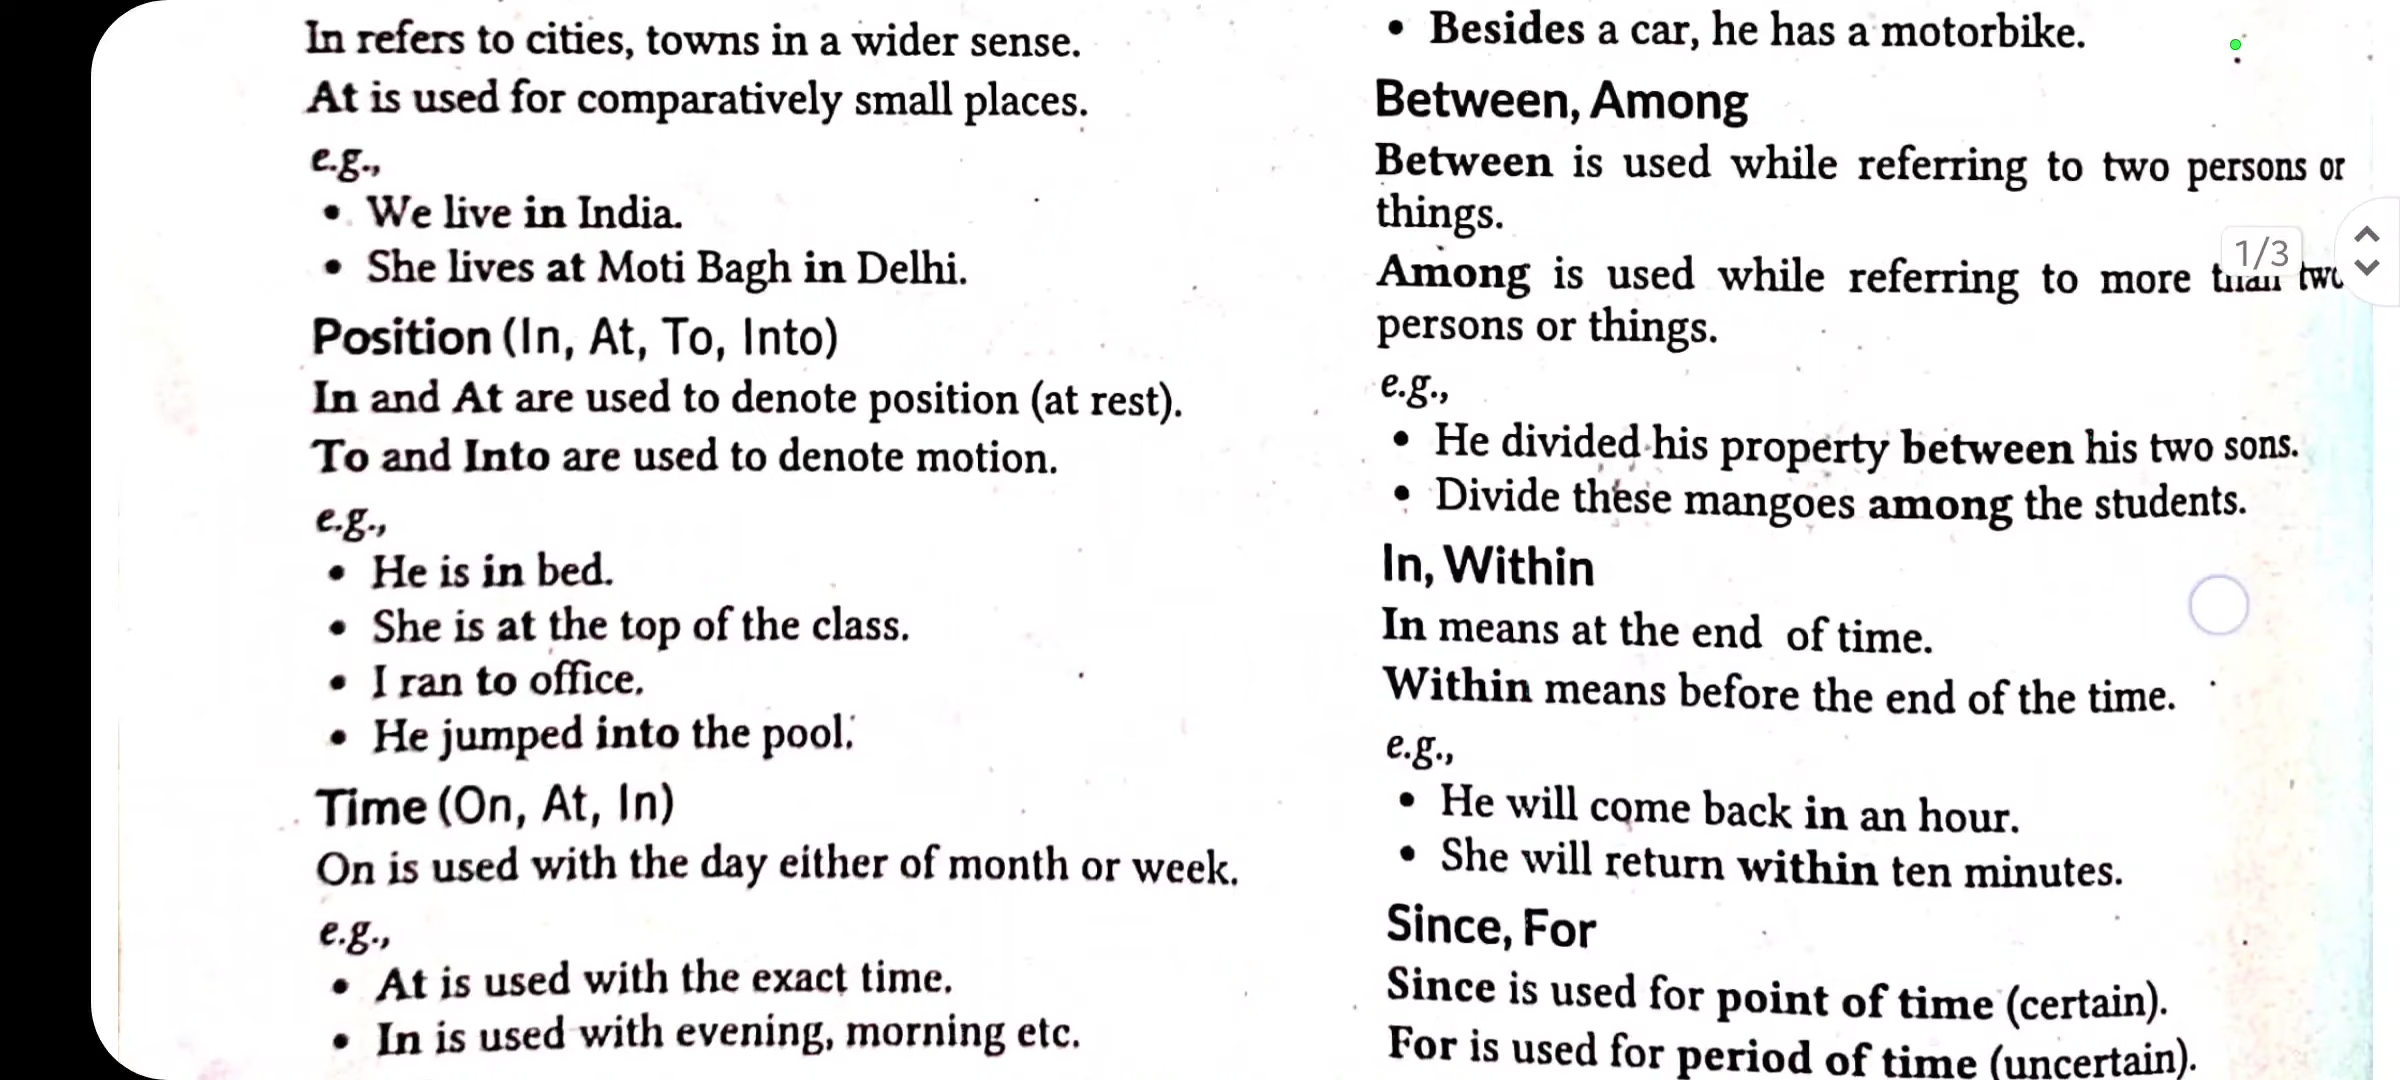 In refers to cities, towns in a wider sense.
At is used for comparatively small places.
e.g.,
• We live in India.
• She lives at Moti Bagh in Delhi.
Position (In, At, To, Into)
In and At are used to denote position (at rest).
To and Into are used to denote motion.
e.g.,
• He is in bed.
• She is at the top of the class.
• I ran to office.
• He jumped into the pool.
Time (On, At, In)
On is used with the day either of month or week.
e.g.,
• At is used with the exact time.
• In is used with evening, morning etc.
• Besides a car, he has a motorbike.
Between, Among
Between is used while referring to two persons or
things.
Among is used while referring to more than two
persons or things.
e.g.,
• He divided his property between his two sons.
• Divide these mangoes among the students.
In, Within
In means at the end of time.
Within means before the end of the time.
e.g.,
• He will come back in an hour.
• She will return within ten minutes.
Since, For
Since is used for point of time (certain).
For is used for period of time (uncertain).
1/3